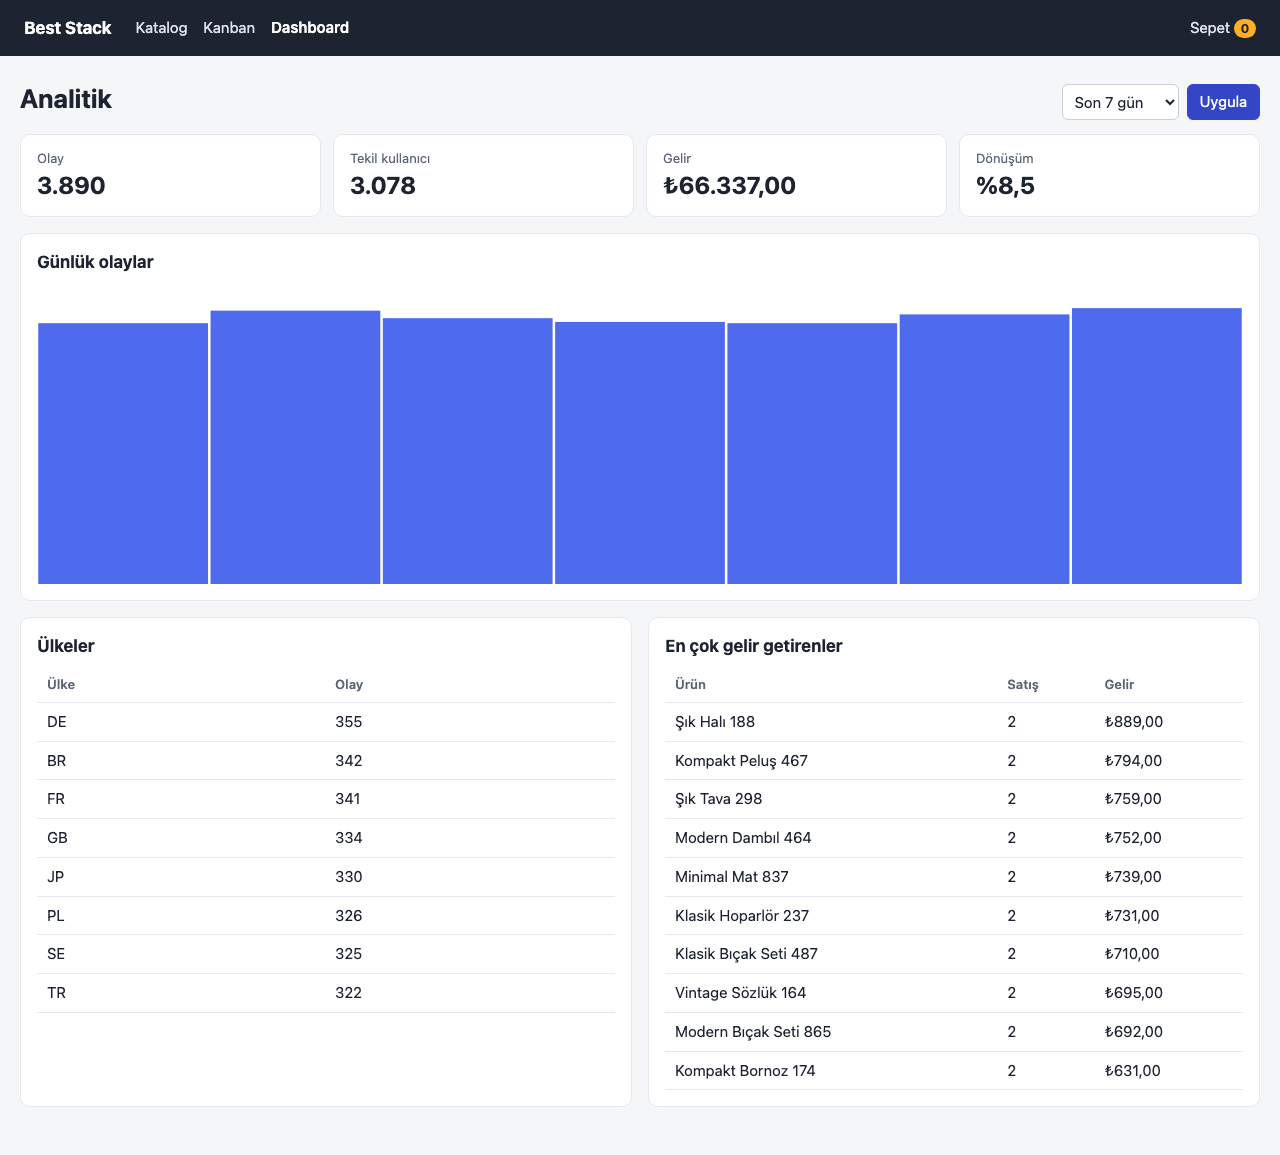 Best Stack Katalog Kanban Dashboard Sepet 0
Analitik Son 7 gün Uygula
Olay Tekil kullanıcı Gelir Dönüşüm
3.890 3.078 ₺66.337,00 %8,5
Günlük olaylar
Ülkeler
Ülke Olay
DE 355
BR 342
FR 341
GB 334
JP 330
PL 326
SE 325
TR 322
En çok gelir getirenler
Ürün Satış Gelir
Şık Halı 188 2 ₺889,00
Kompakt Peluş 467 2 ₺794,00
Şık Tava 298 2 ₺759,00
Modern Dambıl 464 2 ₺752,00
Minimal Mat 837 2 ₺739,00
Klasik Hoparlör 237 2 ₺731,00
Klasik Bıçak Seti 487 2 ₺710,00
Vintage Sözlük 164 2 ₺695,00
Modern Bıçak Seti 865 2 ₺692,00
Kompakt Bornoz 174 2 ₺631,00